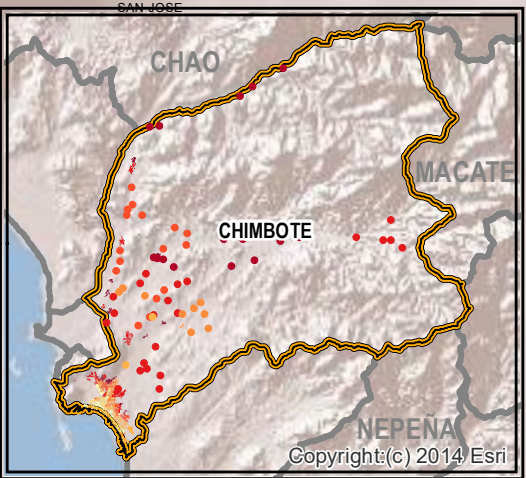 SAN JOSE
CHAO
MACATE
CHIMBOTE
NEPEÑA
Copyright:(c) 2014 Esri